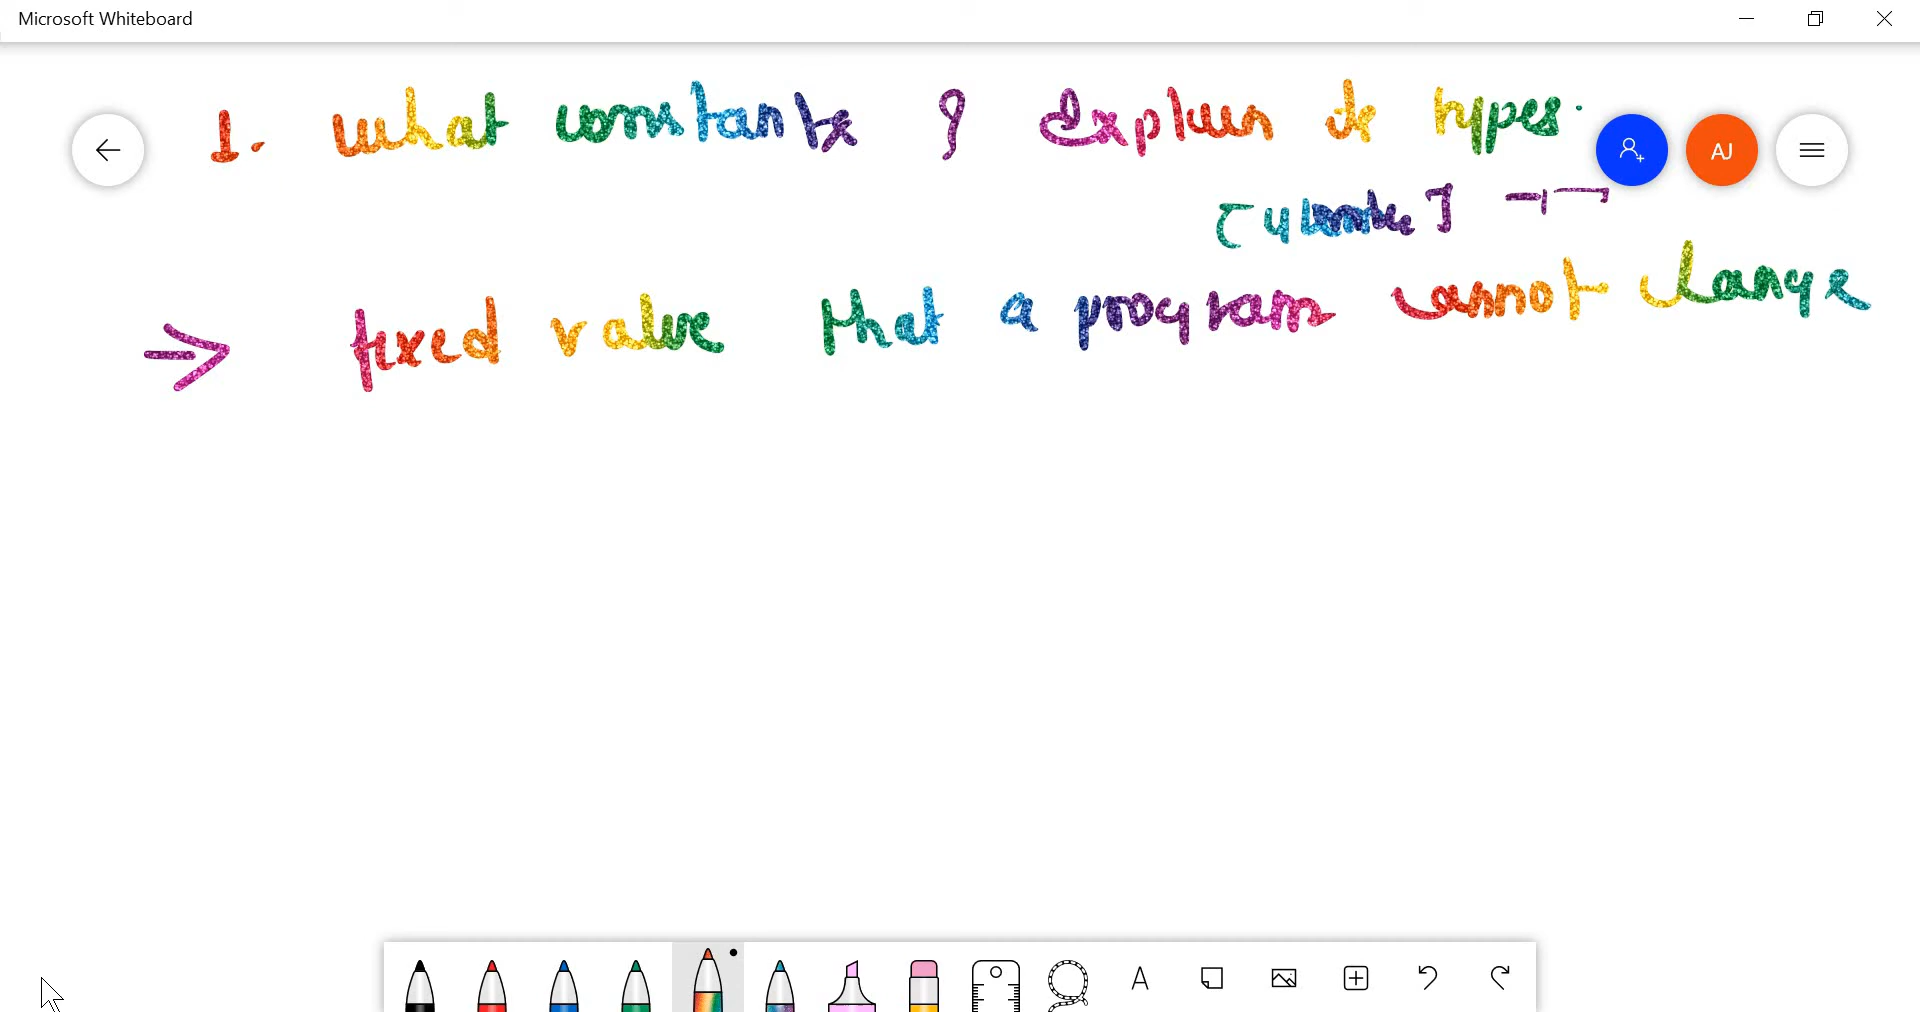 Microsoft Whiteboard
1. What constants ? explain its types.
[4 marks]
AJ
=> fixed value that a program cannot change
A